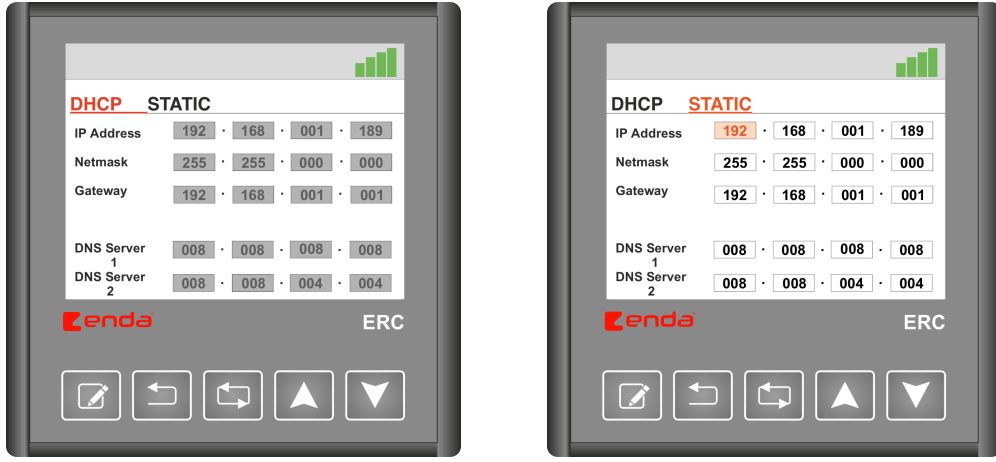 DHCP STATIC
IP Address 192 . 168 . 001 . 189
Netmask 255 . 255 . 000 . 000
Gateway 192 . 168 . 001 . 001
DNS Server 1 008 . 008 . 008 . 008
DNS Server 2 008 . 008 . 004 . 004
enda ERC
DHCP STATIC
IP Address 192 . 168 . 001 . 189
Netmask 255 . 255 . 000 . 000
Gateway 192 . 168 . 001 . 001
DNS Server 1 008 . 008 . 008 . 008
DNS Server 2 008 . 008 . 004 . 004
enda ERC